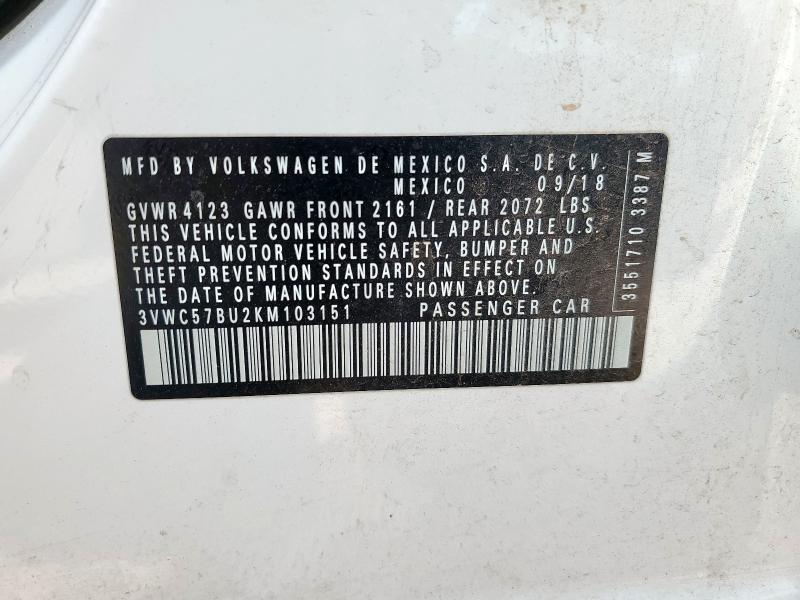 MFD BY VOLKSWAGEN DE MEXICO S.A. DE C.V.
MEXICO 09/18
GVWR 4123 GAWR FRONT 2161 / REAR 2072 LBS
THIS VEHICLE CONFORMS TO ALL APPLICABLE U.S.
FEDERAL MOTOR VEHICLE SAFETY, BUMPER AND
THEFT PREVENTION STANDARDS IN EFFECT ON
THE DATE OF MANUFACTURE SHOWN ABOVE.
3VWC57BU2KM103151 PASSENGER CAR
3551710 3387 M